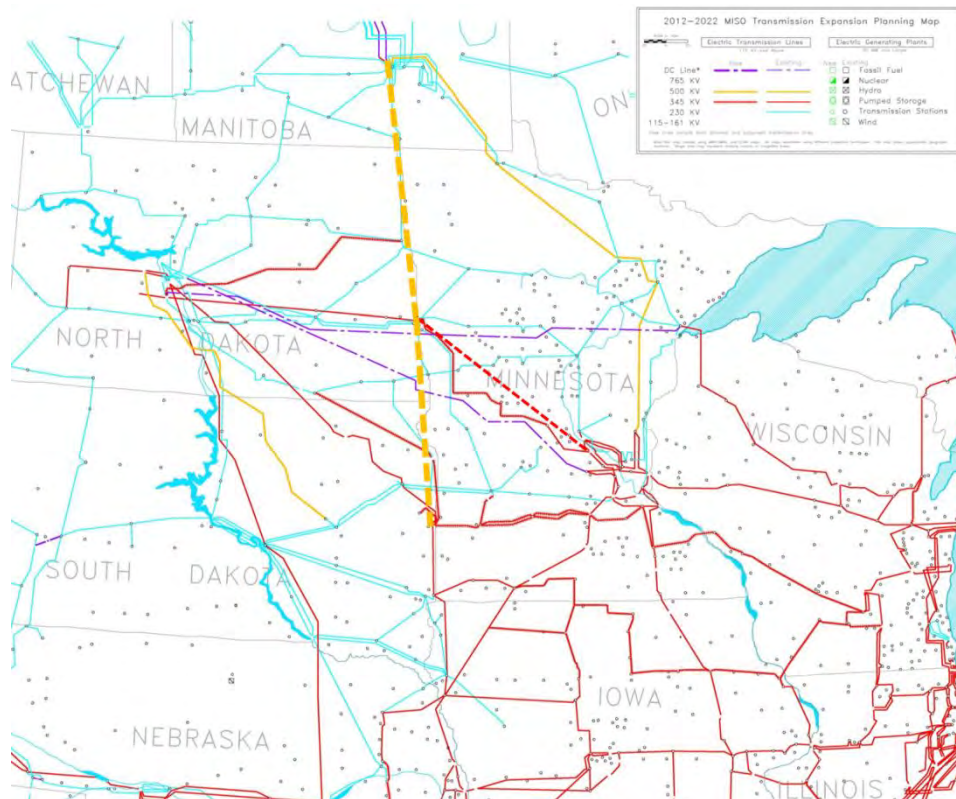 2012-2022 MISO Transmission Expansion Planning Map
Electric Transmission Lines
Electric Generating Plants
New Existing
New Existing
DC Line*
765 KV
500 KV
345 KV
230 KV
115-161 KV
Fossil Fuel
Nuclear
Hydro
Pumped Storage
Transmission Stations
Wind
ATCHEWAN
MANITOBA
ON
NORTH DAKOTA
MINNESOTA
WISCONSIN
SOUTH DAKOTA
IOWA
NEBRASKA
ILLINOIS